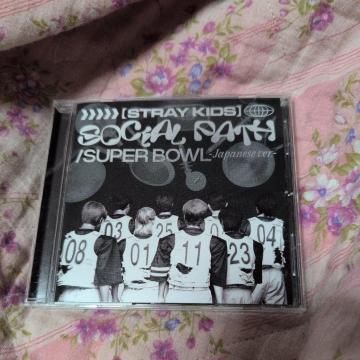 ❯❯❯❯❯[STRAY KIDS]
SOCIAL PATH
/SUPER BOWL -Japanese ver.-
03 25 04
08 01 11 23